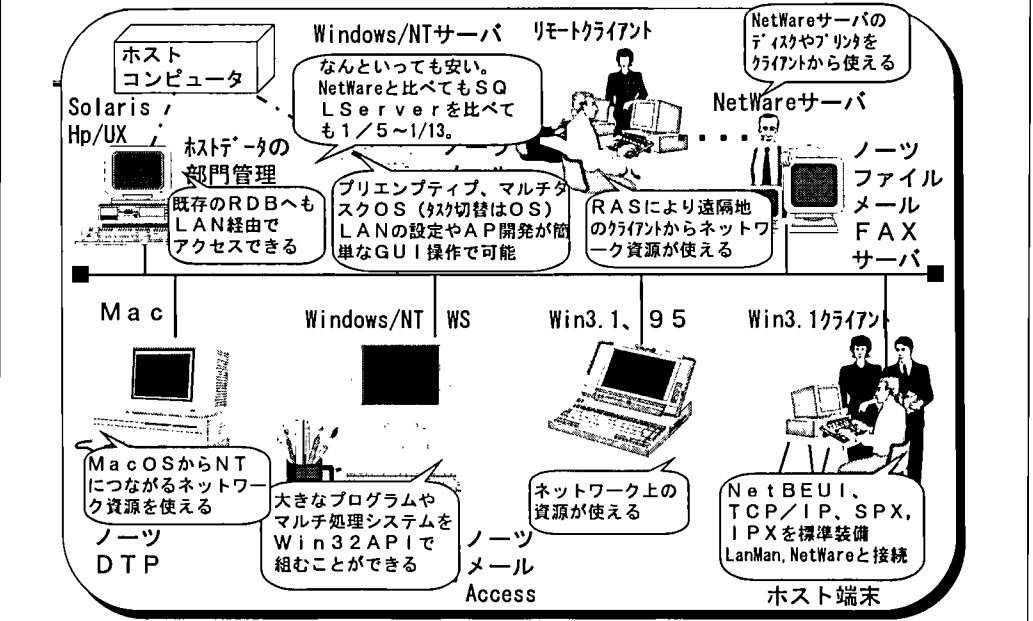 ホスト
コンピュータ
Windows/NTサーバ
リモートクライアント
NetWareサーバの
ディスクやプリンタを
クライアントから使える
なんといっても安い。
NetWareと比べてもSQ
LServerを比べて
も1/5~1/13。
Solaris
Hp/UX
NetWareサーバ
ホストデータの
部門管理
ノーツ
ノーツ
ファイル
メール
FAX
サーバ
既存のRDBへも
LAN経由で
アクセスできる
プリエンプティブ、マルチタ
スクOS(タスク切替はOS)
LANの設定やAP開発が簡
単なGUI操作で可能
RASにより遠隔地
のクライアントからネットワ
ーク資源が使える
Mac
Windows/NT WS
Win3.1、95
Win3.1クライアント
MacOSからNT
につながるネットワー
ク資源を使える
ノーツ
DTP
大きなプログラムや
マルチ処理システムを
Win32APIで
組むことができる
ノーツ
メール
Access
ネットワーク上の
資源が使える
NetBEUI、
TCP/IP、SPX,
IPXを標準装備
LanMan,NetWareと接続
ホスト端末